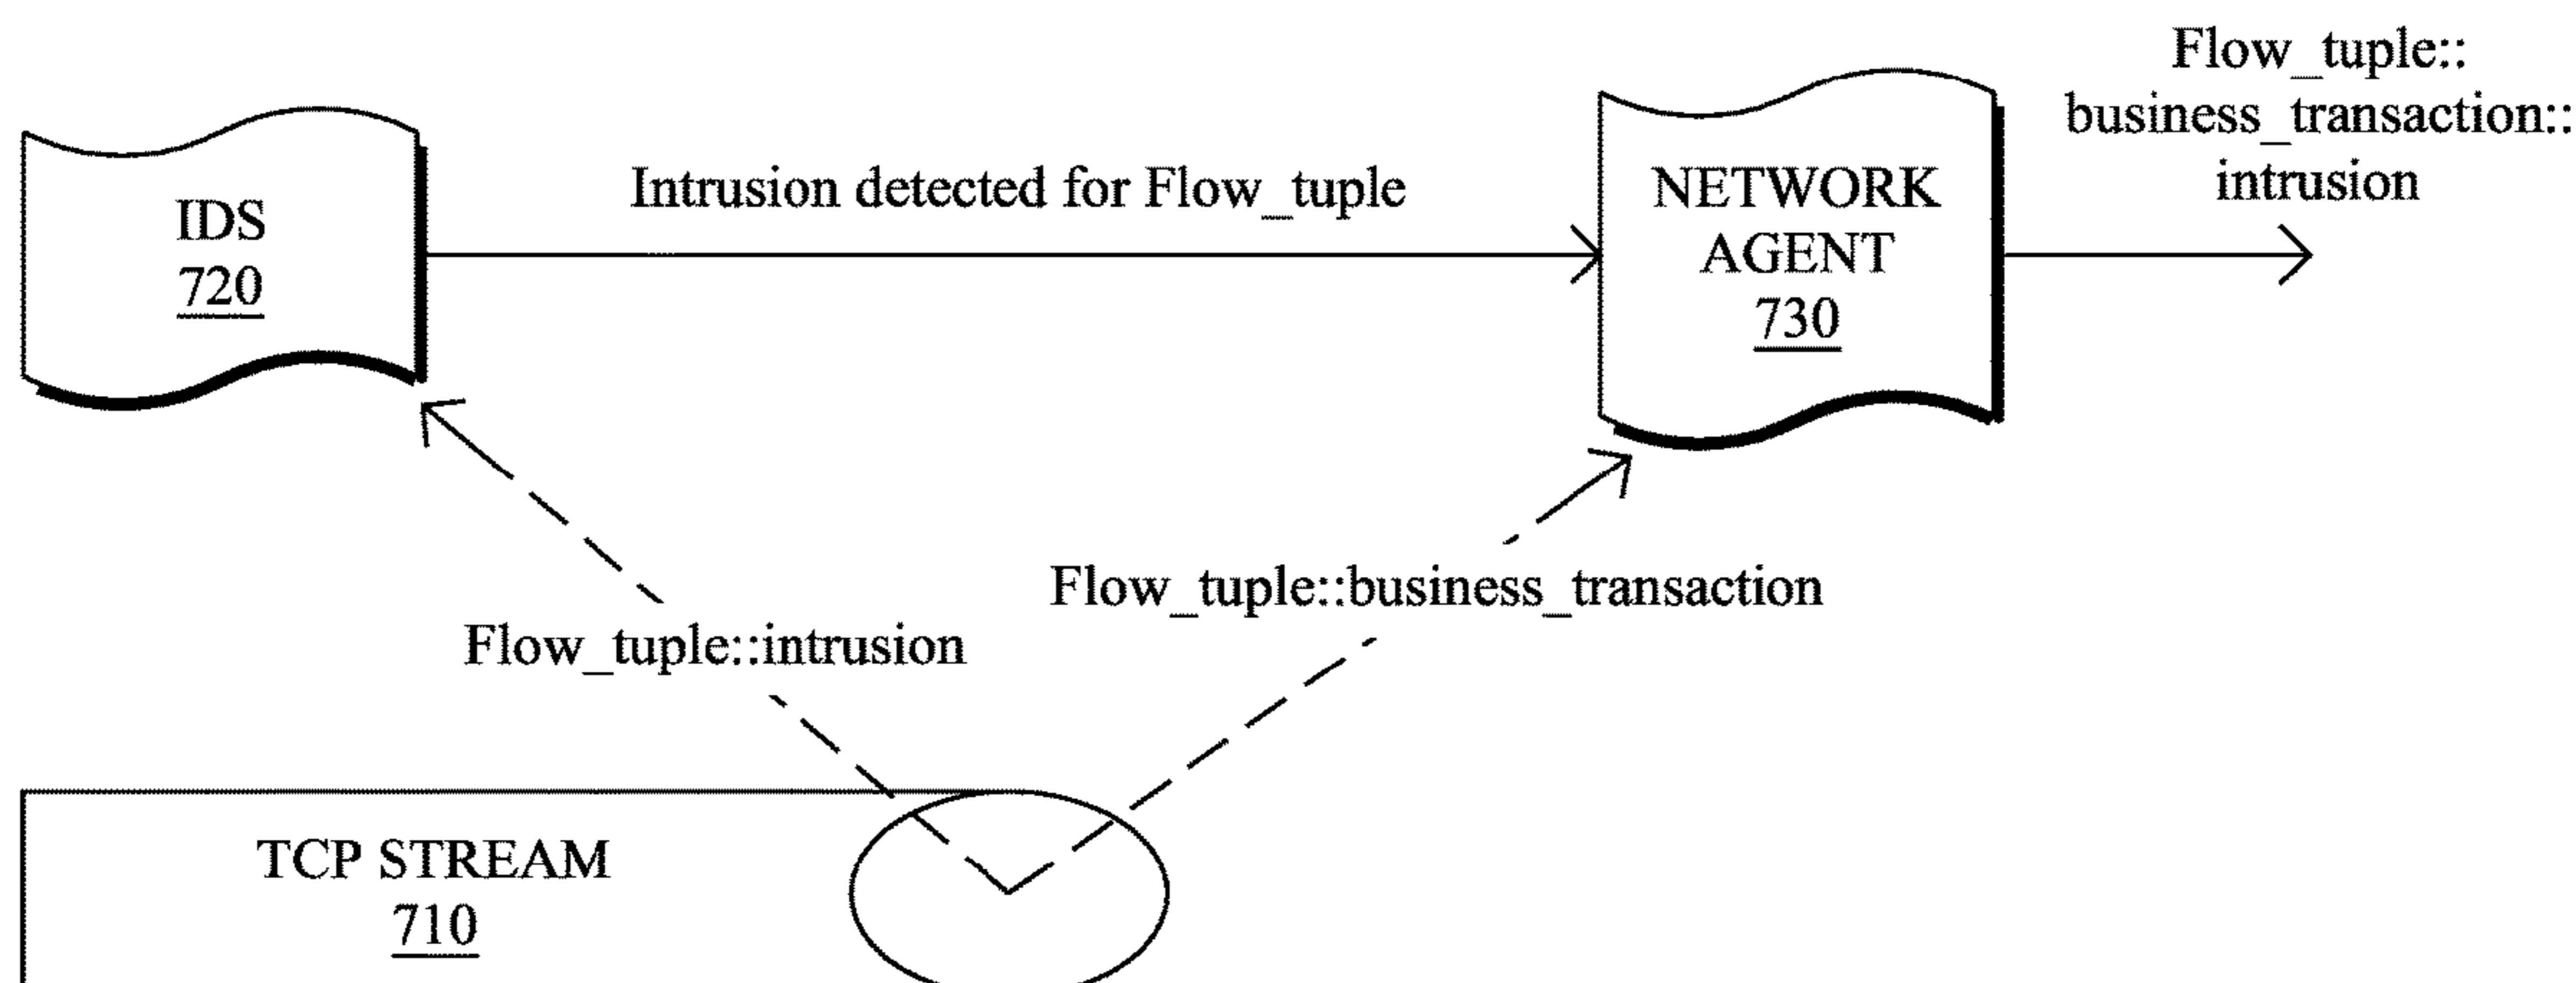 Flow_tuple::
business_transaction::
intrusion
Intrusion detected for Flow_tuple
IDS
720
NETWORK
AGENT
730
Flow_tuple::business_transaction
Flow_tuple::intrusion
TCP STREAM
710